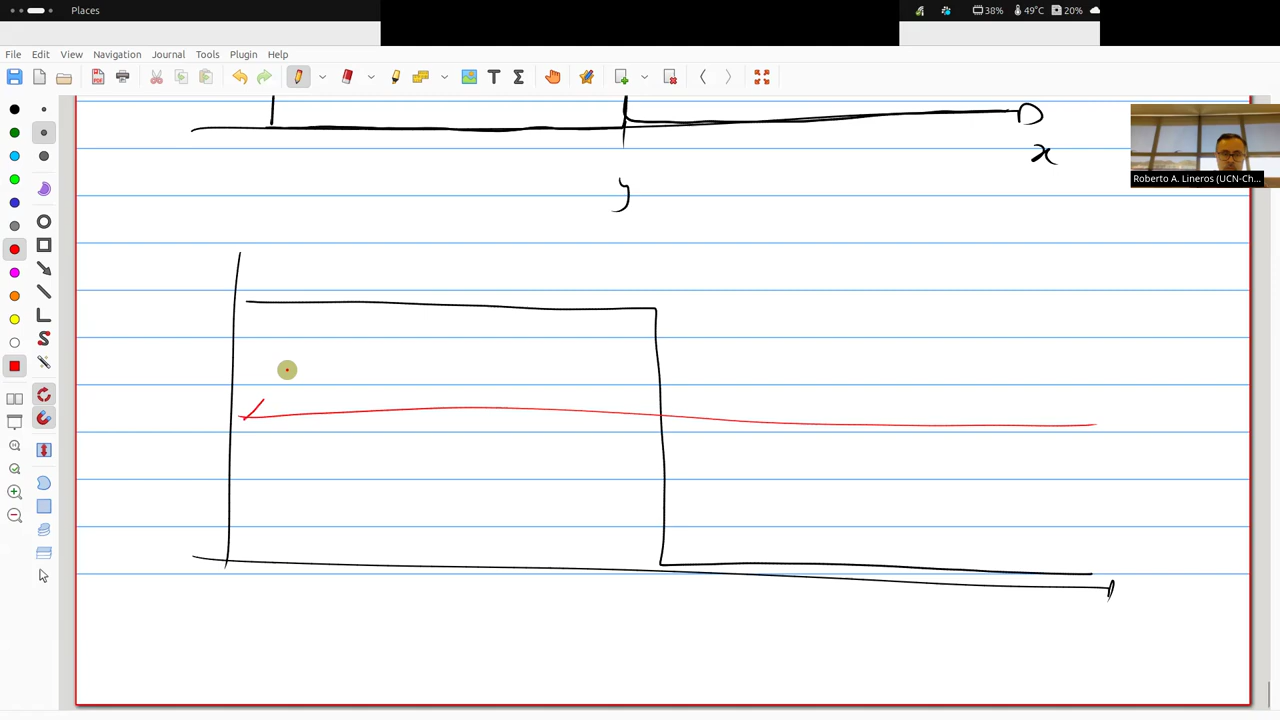 Places
38% 49°C 20%
File Edit View Navigation Journal Tools Plugin Help
x
y
Roberto A. Lineros (UCN-Ch...